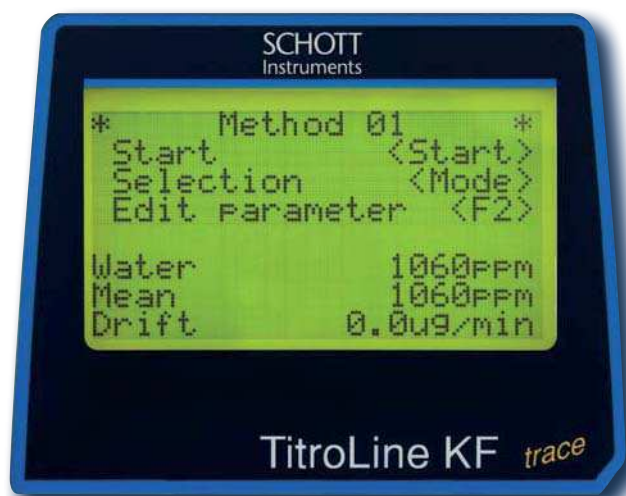 SCHOTT
Instruments
* Method 01 *
Start <Start>
Selection <Mode>
Edit parameter <F2>
Water 1060ppm
Mean 1060ppm
Drift 0.0ug/min
TitroLine KF trace